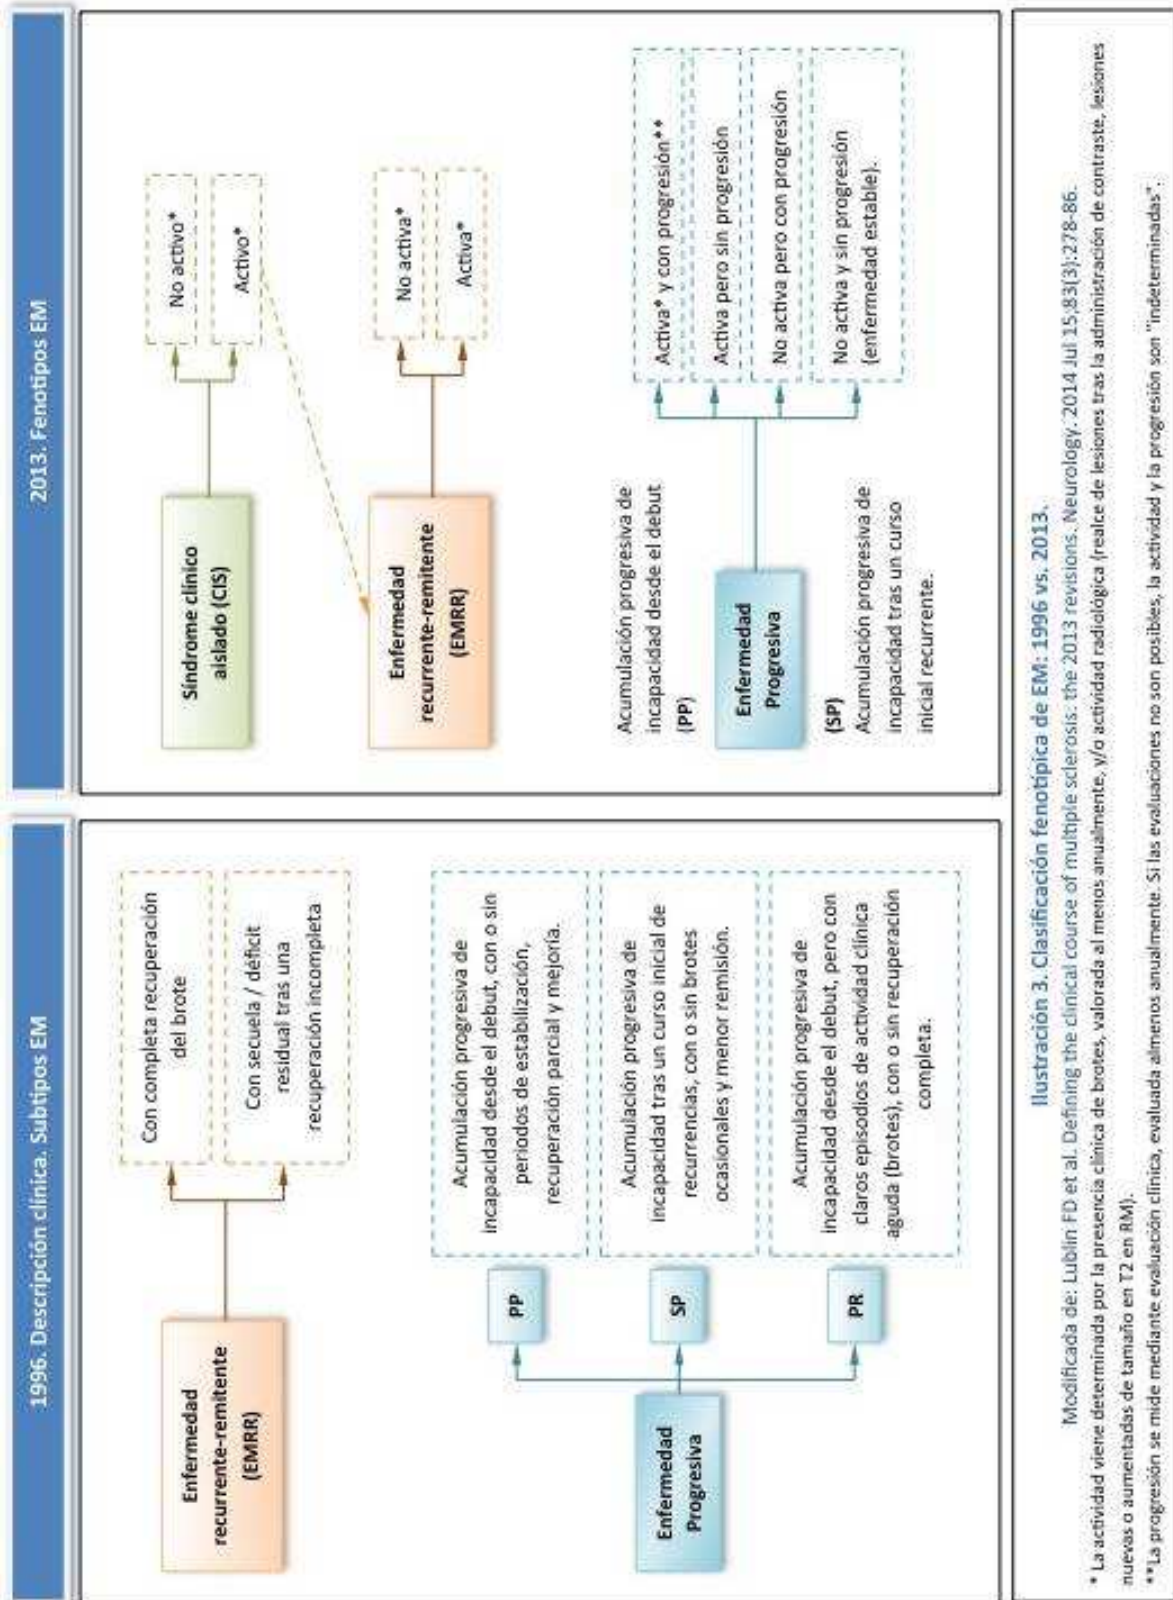 1996. Descripción clínica. Subtipos EM
Enfermedad
recurrente-remitente
(EMRR)
Con completa recuperación
del brote
Con secuela / déficit
residual tras una
recuperación incompleta
Enfermedad
Progresiva
PP
Acumulación progresiva de
incapacidad desde el debut, con o sin
periodos de estabilización,
recuperación parcial y mejoría.
SP
Acumulación progresiva de
incapacidad tras un curso inicial de
recurrencias, con o sin brotes
ocasionales y menor remisión.
PR
Acumulación progresiva de
incapacidad desde el debut, pero con
claros episodios de actividad clínica
aguda (brotes), con o sin recuperación
completa.
2013. Fenotipos EM
Síndrome clínico
aislado (CIS)
No activo*
Activo*
Enfermedad
recurrente-remitente
(EMRR)
No activa*
Activa*
Acumulación progresiva de
incapacidad desde el debut
(PP)
Enfermedad
Progresiva
(SP)
Acumulación progresiva de
incapacidad tras un curso
inicial recurrente.
Activa* y con progresión**
Activa pero sin progresión
No activa pero con progresión
No activa y sin progresión
(enfermedad estable).
Ilustración 3. Clasificación fenotípica de EM: 1996 vs. 2013.
Modificada de: Lublin FD et al. Defining the clinical course of multiple sclerosis: the 2013 revisions. Neurology. 2014 Jul 15;83(3):278-86.
* La actividad viene determinada por la presencia clínica de brotes, valorada al menos anualmente, y/o actividad radiológica (realce de lesiones tras la administración de contraste, lesiones
nuevas o aumentadas de tamaño en T2 en RM).
**La progresión se mide mediante evaluación clínica, evaluada almenos anualmente. Si las evaluaciones no son posibles, la actividad y la progresión son "indeterminadas".